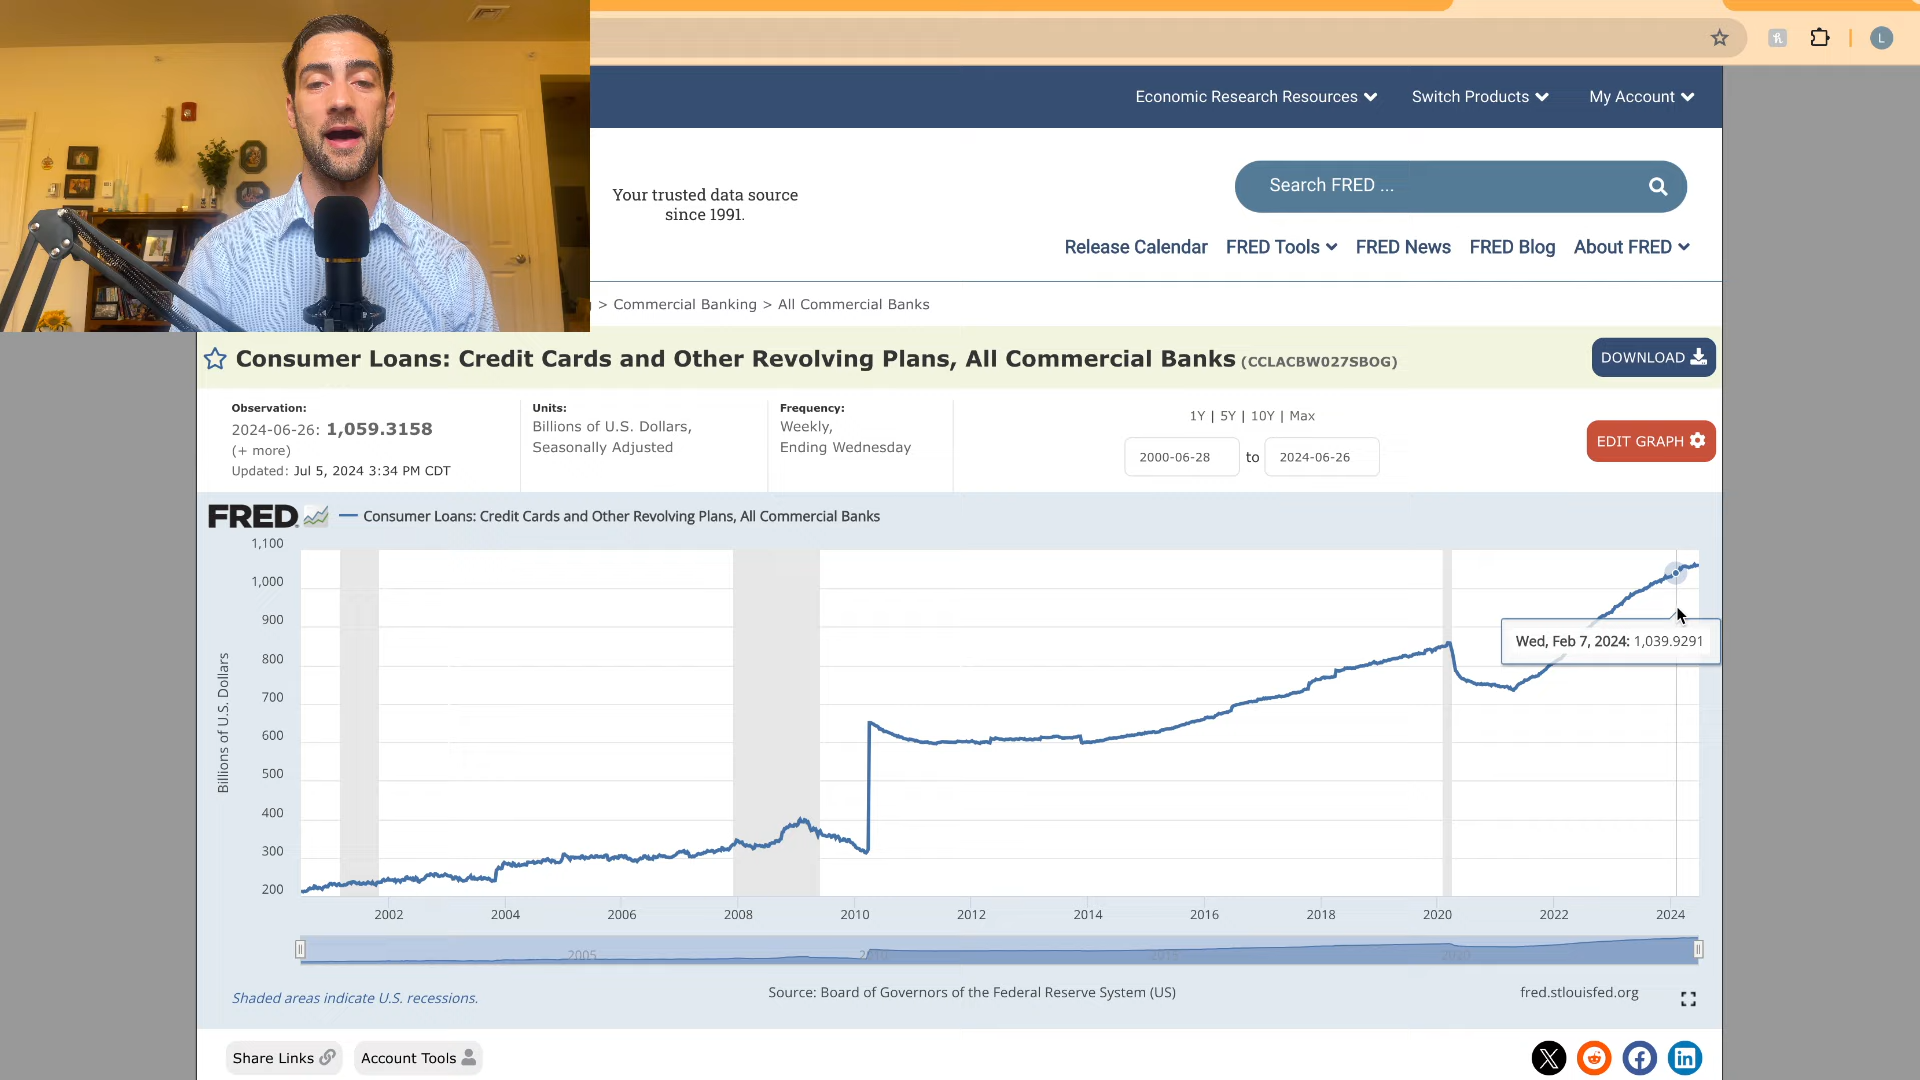 L
Economic Research Resources
Switch Products
My Account
Your trusted data source
since 1991.
Search FRED ...
Release Calendar
FRED Tools
FRED News
FRED Blog
About FRED
> Commercial Banking > All Commercial Banks
Consumer Loans: Credit Cards and Other Revolving Plans, All Commercial Banks (CCLACBW027SBOG)
DOWNLOAD
Observation:
2024-06-26: 1,059.3158
(+ more)
Updated: Jul 5, 2024 3:34 PM CDT
Units:
Billions of U.S. Dollars,
Seasonally Adjusted
Frequency:
Weekly,
Ending Wednesday
1Y | 5Y | 10Y | Max
2000-06-28 to 2024-06-26
EDIT GRAPH
FRED
Consumer Loans: Credit Cards and Other Revolving Plans, All Commercial Banks
Billions of U.S. Dollars
1,100
1,000
900
800
700
600
500
400
300
200
Wed, Feb 7, 2024: 1,039.9291
2002 2004 2006 2008 2010 2012 2014 2016 2018 2020 2022 2024
2005 2010 2015 2020
Shaded areas indicate U.S. recessions.
Source: Board of Governors of the Federal Reserve System (US)
fred.stlouisfed.org
Share Links
Account Tools